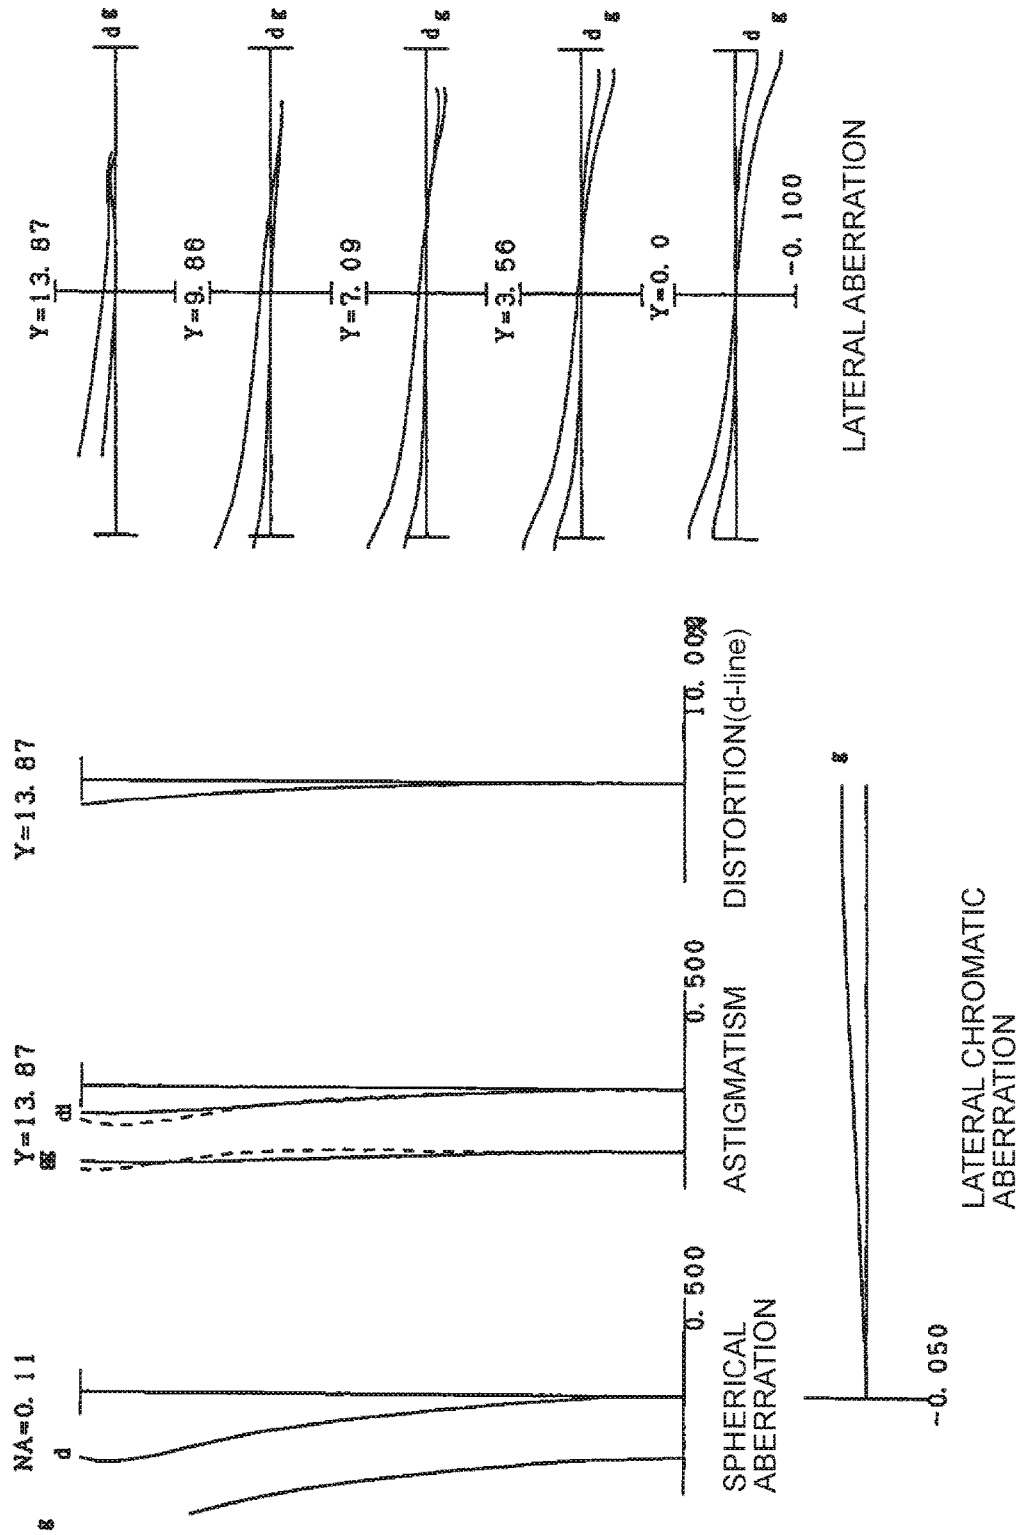 NA=0. 11
g
d
0. 500
SPHERICAL
ABERRATION
Y=13. 87
0. 500
ASTIGMATISM
Y=13. 87
10. 00%
DISTORTION(d-line)
g
-0. 050
LATERAL CHROMATIC
ABERRATION
Y=13. 87
d g
Y=9. 86
d g
Y=7. 09
d g
Y=3. 56
d g
Y=0. 0
d g
-0. 100
LATERAL ABERRATION